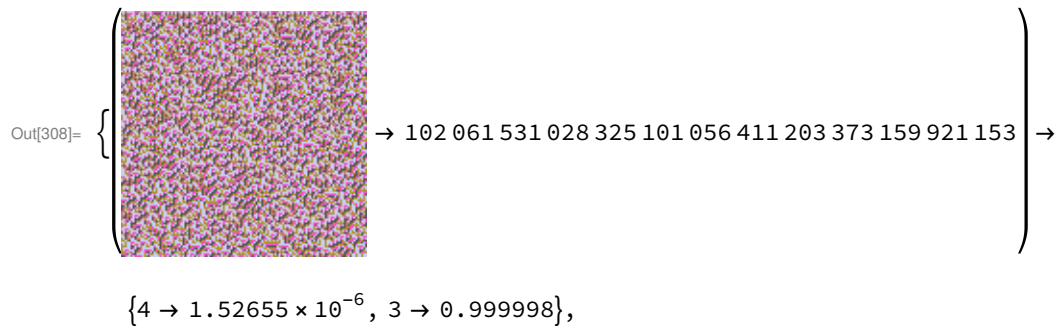 Out[308]= {( → 102 061 531 028 325 101 056 411 203 373 159 921 153) →
{4 → 1.52655 × 10⁻⁶, 3 → 0.999998},